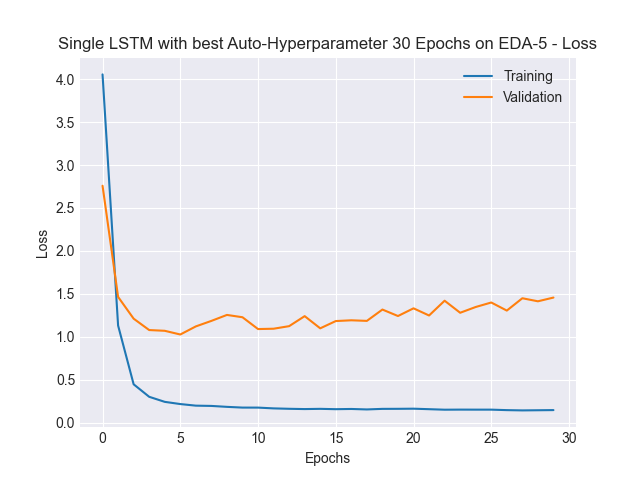 Single LSTM with best Auto-Hyperparameter 30 Epochs on EDA-5 - Loss
Training
Validation
4.0
3.5
3.0
2.5
2.0
1.5
1.0
0.5
0.0
Loss
0 5 10 15 20 25 30
Epochs